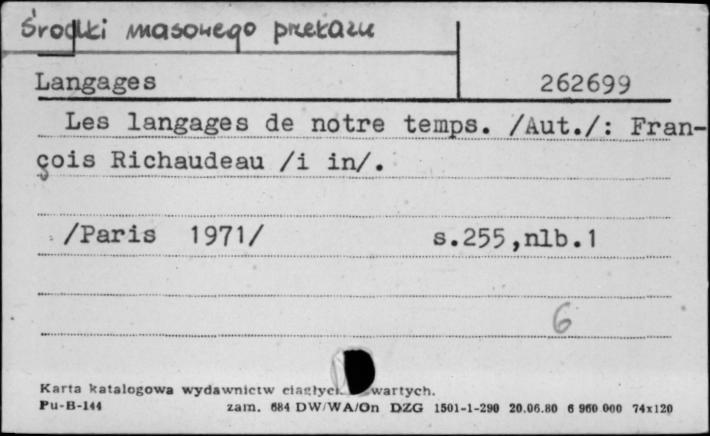 Środki masowego przekazu
Langages 262699
Les langages de notre temps. /Aut./: Fran-
çois Richaudeau /i in/.
/Paris 1971/ s.255,nlb.1
6
Karta katalogowa wydawnictw
Pu-B-144 zam. 684 DW/WA/On DZG 1501-1-290 20.06.80 6 960 000 74x120